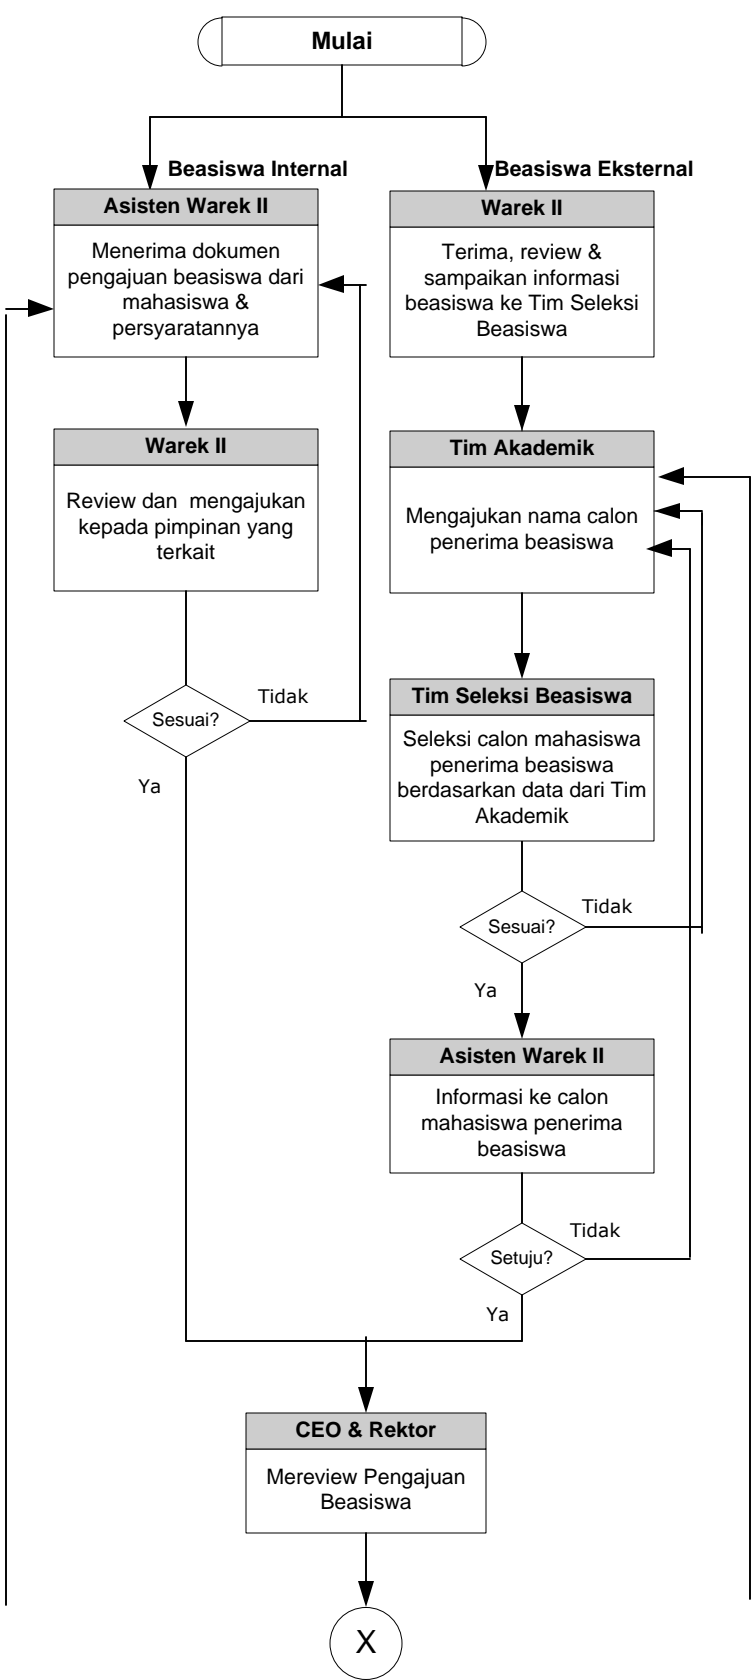 Mulai
Beasiswa Internal
Asisten Warek II
Menerima dokumen
pengajuan beasiswa dari
mahasiswa &
persyaratannya
Warek II
Review dan  mengajukan
kepada pimpinan yang
terkait
Sesuai?
Tidak
Ya
Beasiswa Eksternal
Warek II
Terima, review &
sampaikan informasi
beasiswa ke Tim Seleksi
Beasiswa
Tim Akademik
Mengajukan nama calon
penerima beasiswa
Tim Seleksi Beasiswa
Seleksi calon mahasiswa
penerima beasiswa
berdasarkan data dari Tim
Akademik
Sesuai?
Tidak
Ya
Asisten Warek II
Informasi ke calon
mahasiswa penerima
beasiswa
Setuju?
Tidak
Ya
CEO & Rektor
Mereview Pengajuan
Beasiswa
X